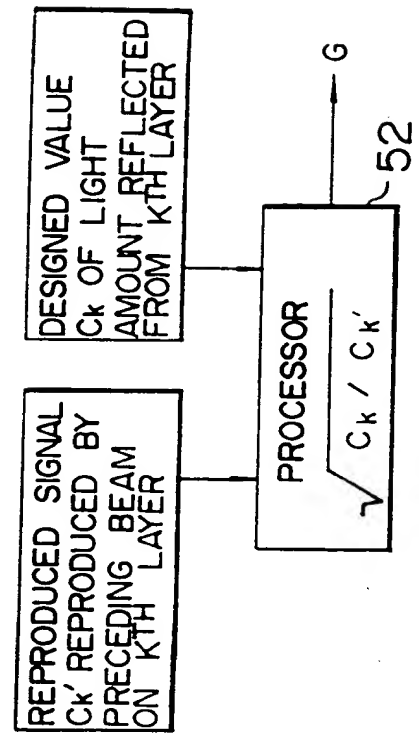 REPRODUCED SIGNAL
Ck' REPRODUCED BY
PRECEDING BEAM
ON KTH LAYER
DESIGNED VALUE
Ck OF LIGHT
AMOUNT REFLECTED
FROM KTH LAYER
PROCESSOR
√Ck / Ck'
G
52